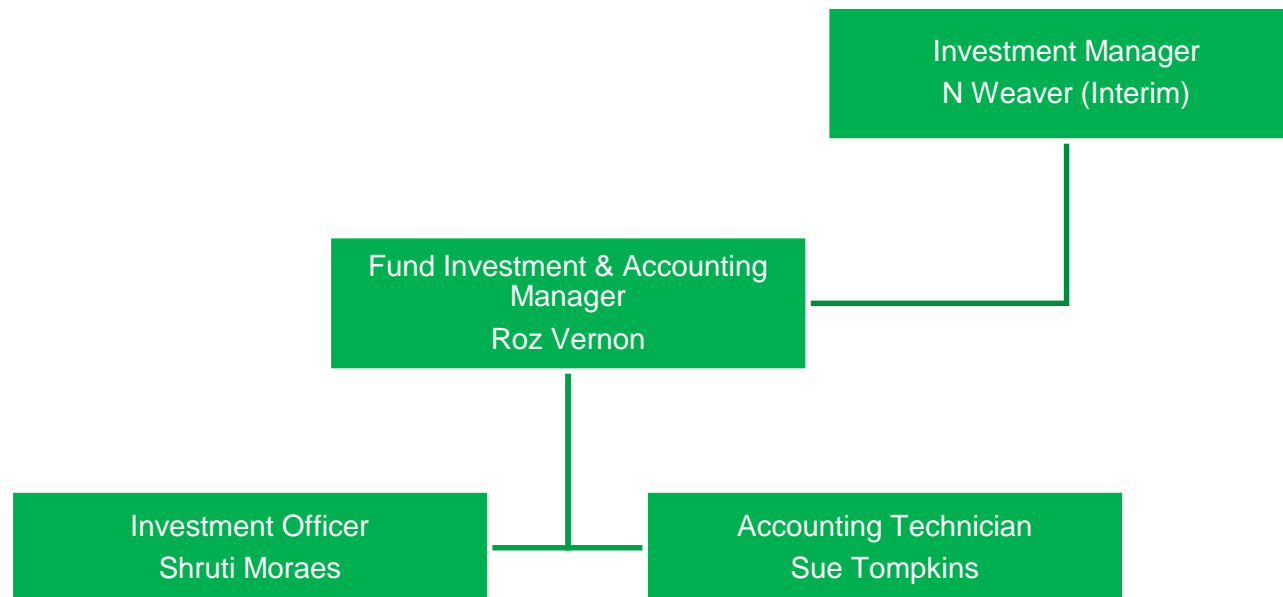 Investment Manager
N Weaver (Interim)
Fund Investment & Accounting
Manager
Roz Vernon
Investment Officer
Shruti Moraes
Accounting Technician
Sue Tompkins